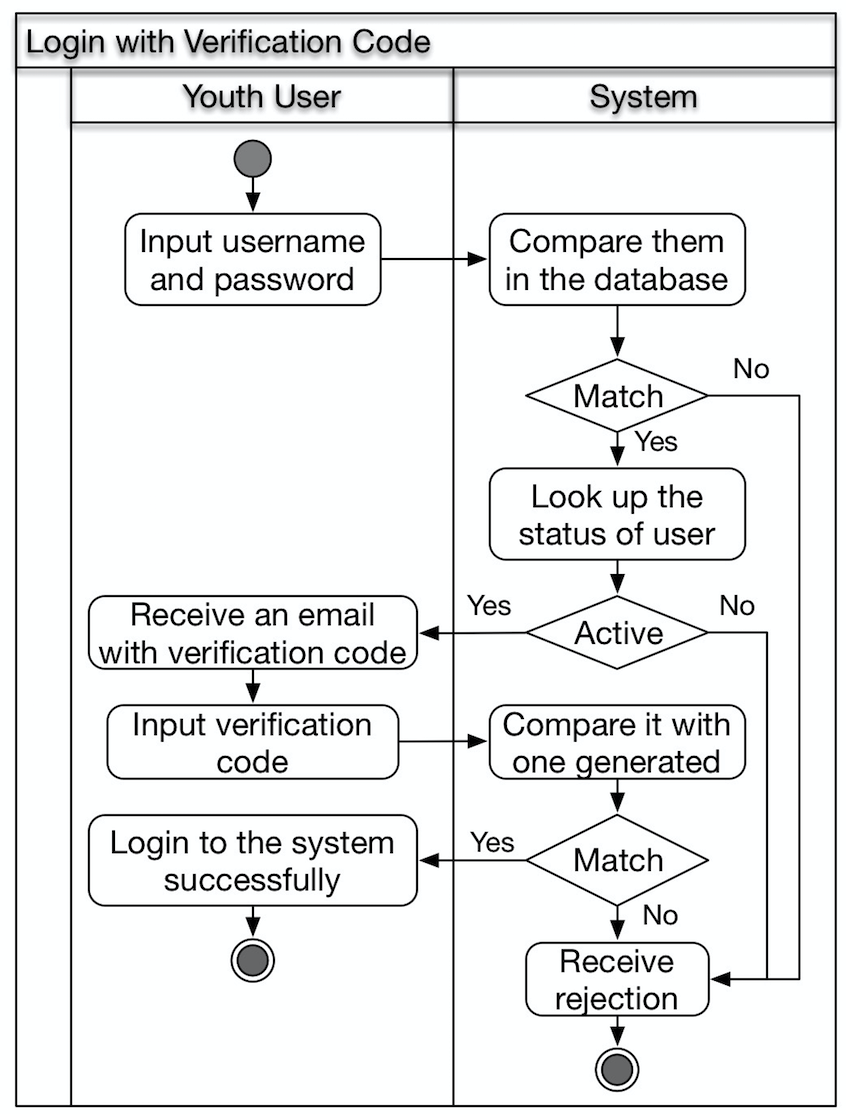 Login with Verification Code
Youth User
System
Input username
and password
Compare them
in the database
Match
No
Yes
Look up the
status of user
Receive an email
with verification code
Yes
Active
No
Input verification
code
Compare it with
one generated
Login to the system
successfully
Yes
Match
No
Receive
rejection